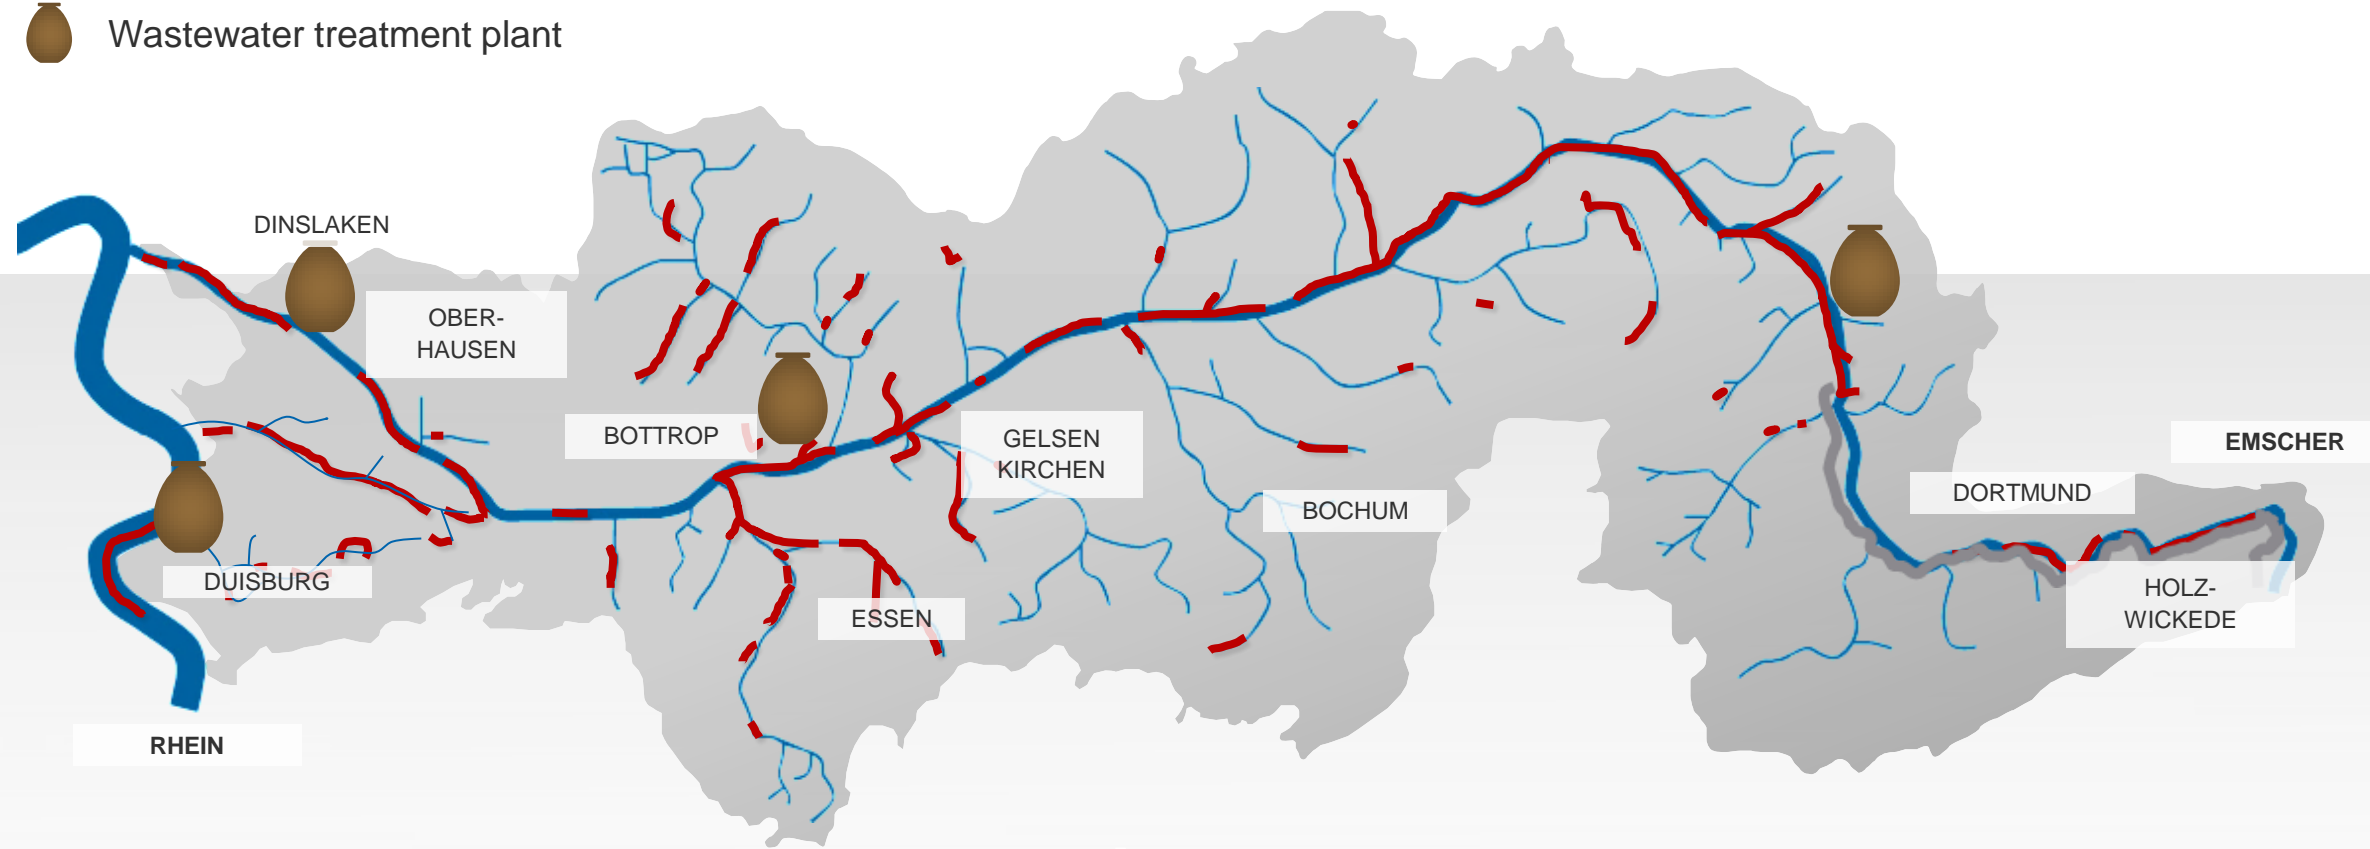 Wastewater treatment plant
DINSLAKEN
OBER-
HAUSEN
BOTTROP
GELSEN
KIRCHEN
EMSCHER
DORTMUND
BOCHUM
DUISBURG
HOLZ-
WICKEDE
ESSEN
RHEIN